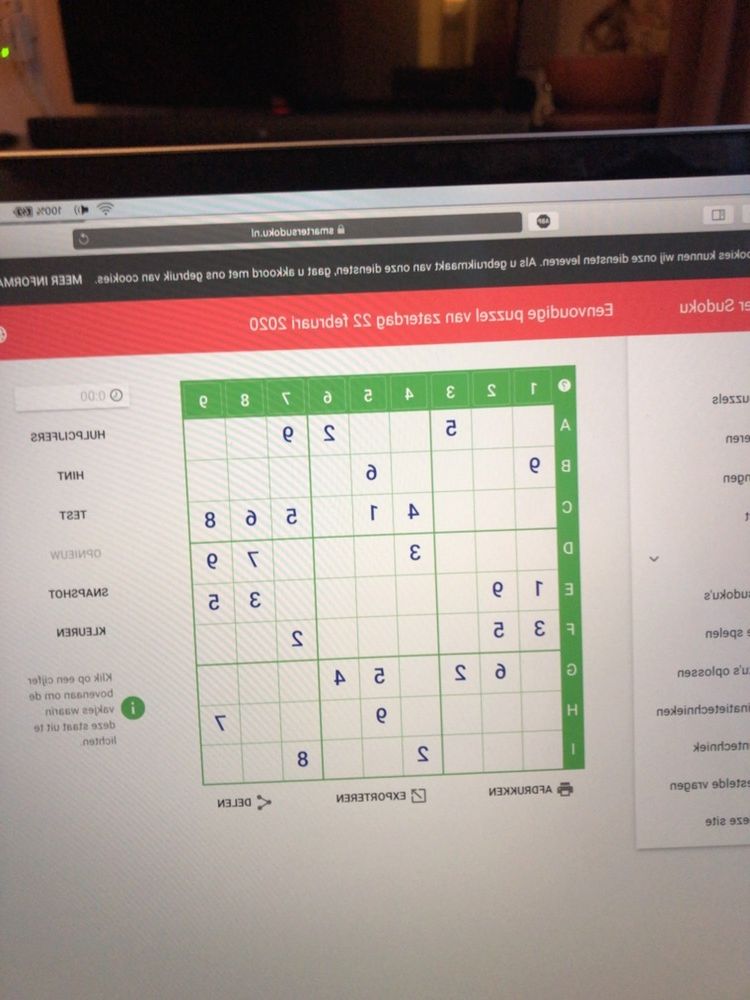 100%
ABP smartersudoku.nl
ookies kunnen wij onze diensten leveren. Als u gebruikmaakt van onze diensten, gaat u akkoord met ons gebruik van cookies. MEER INFORMA
er Sudoku
Eenvoudige puzzel van zaterdag 22 februari 2020
uzzels
eren
ngen
t
sudoku's
e spelen
u's oplossen
inatietechnieken
ntechniek
estelde vragen
eze site
? 1 2 3 4 5 6 7 8 9
A 5 2 9
B 9 6
C 4 1 5 6 8
D 3 7 9
E 1 9 3 5
F 3 5 2
G 6 2 5 4
H 9 7
I 2 8
AFDRUKKEN EXPORTEREN DELEN
0:00
HULPCIJFERS
HINT
TEST
OPNIEUW
SNAPSHOT
KLEUREN
i
Klik op een cijfer
bovenaan om de
vakjes waarin
deze staat uit te
lichten.